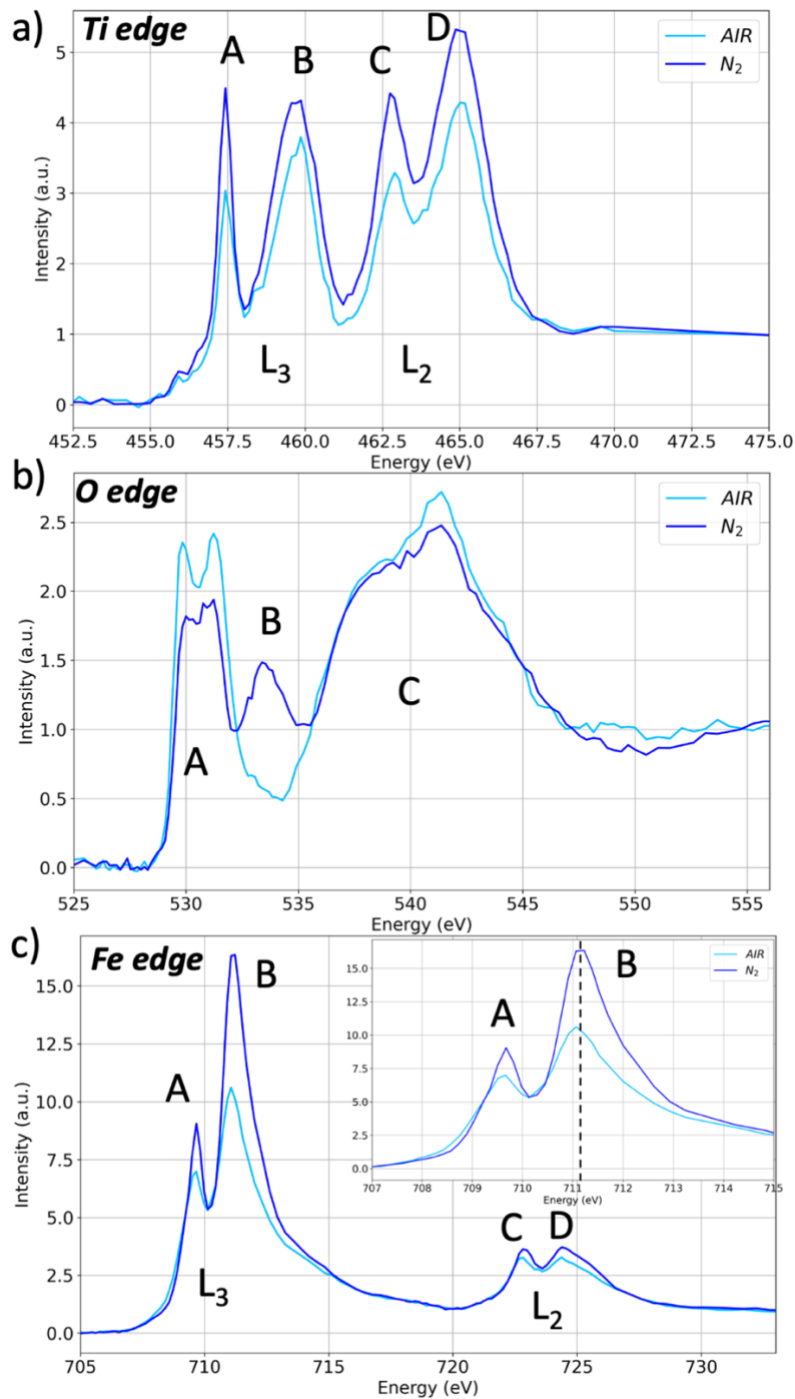 a) Ti edge
A B C D
AIR
N2
Intensity (a.u.)
5
4
3
2
1
0
L3 L2
452.5 455.0 457.5 460.0 462.5 465.0 467.5 470.0 472.5 475.0
Energy (eV)
b) O edge
AIR
N2
Intensity (a.u.)
2.5
2.0
1.5
1.0
0.5
0.0
A B C
525 530 535 540 545 550 555
Energy (eV)
c) Fe edge
A B
Intensity (a.u.)
15.0
12.5
10.0
7.5
5.0
2.5
0.0
L3
C D
L2
705 710 715 720 725 730
Energy (eV)
AIR
N2
A B
Intensity (a.u.)
15.0
12.5
10.0
7.5
5.0
2.5
0.0
707 708 709 710 711 712 713 714 715
Energy (eV)